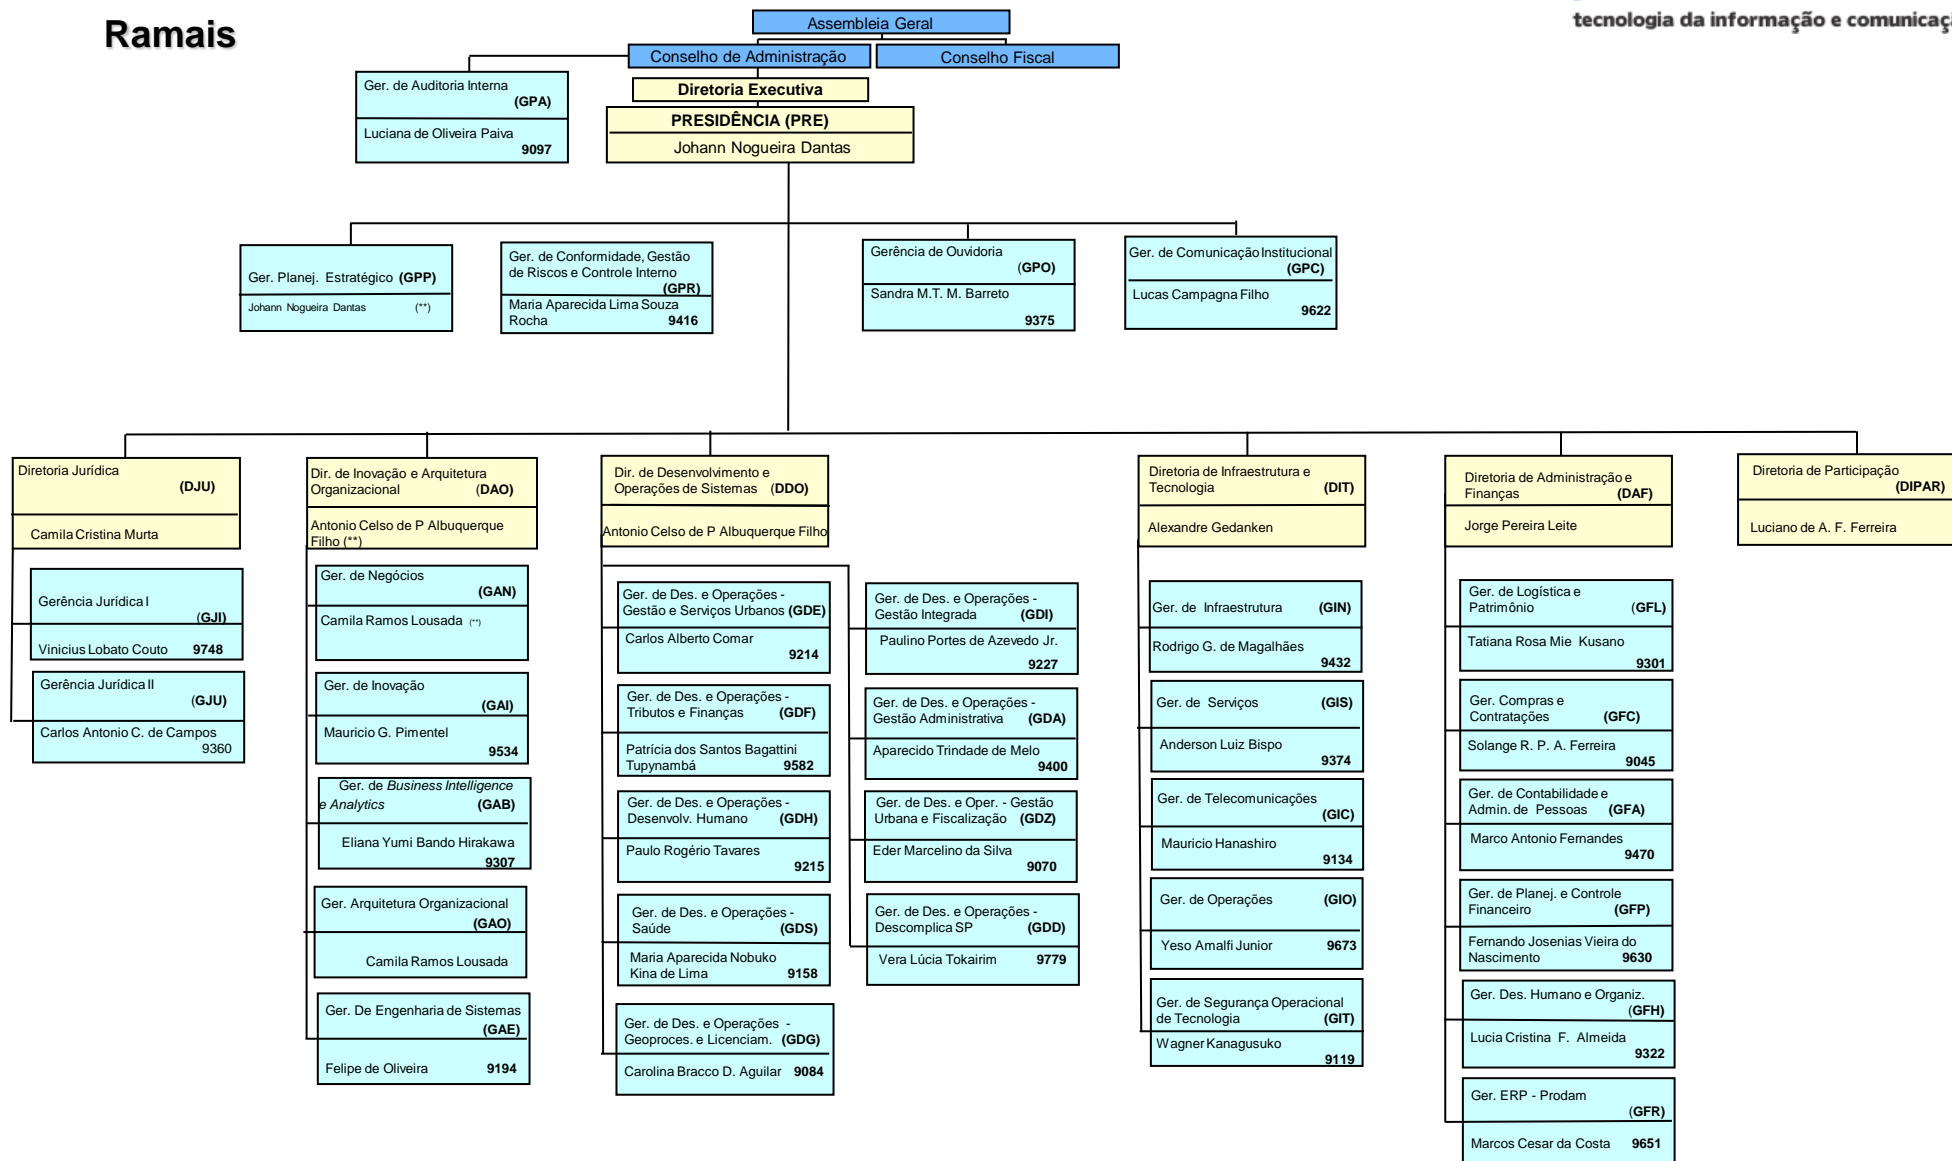 Ramais
tecnologia da informação e comunicaç
Assembleia Geral
Conselho de Administração
Conselho Fiscal
Ger. de Auditoria Interna
(GPA)
Luciana de Oliveira Paiva
9097
Diretoria Executiva
PRESIDÊNCIA (PRE)
Johann Nogueira Dantas
Ger. Planej. Estratégico (GPP)
Johann Nogueira Dantas (**)
Ger. de Conformidade, Gestão
de Riscos e Controle Interno
(GPR)
Maria Aparecida Lima Souza
Rocha 9416
Gerência de Ouvidoria
(GPO)
Sandra M.T. M. Barreto
9375
Ger. de Comunicação Institucional
(GPC)
Lucas Campagna Filho
9622
Diretoria Jurídica
(DJU)
Camila Cristina Murta
Gerência Jurídica I
(GJI)
Vinicius Lobato Couto 9748
Gerência Jurídica II
(GJU)
Carlos Antonio C. de Campos
9360
Dir. de Inovação e Arquitetura
Organizacional (DAO)
Antonio Celso de P Albuquerque
Filho (**)
Ger. de Negócios
(GAN)
Camila Ramos Lousada (**)
Ger. de Inovação
(GAI)
Mauricio G. Pimentel
9534
Ger. de Business Intelligence
e Analytics (GAB)
Eliana Yumi Bando Hirakawa
9307
Ger. Arquitetura Organizacional
(GAO)
Camila Ramos Lousada
Ger. De Engenharia de Sistemas
(GAE)
Felipe de Oliveira 9194
Dir. de Desenvolvimento e
Operações de Sistemas (DDO)
Antonio Celso de P Albuquerque Filho
Ger. de Des. e Operações -
Gestão e Serviços Urbanos (GDE)
Carlos Alberto Comar
9214
Ger. de Des. e Operações -
Tributos e Finanças (GDF)
Patrícia dos Santos Bagattini
Tupynambá 9582
Ger. de Des. e Operações -
Desenvolv. Humano (GDH)
Paulo Rogério Tavares
9215
Ger. de Des. e Operações -
Saúde (GDS)
Maria Aparecida Nobuko
Kina de Lima 9158
Ger. de Des. e Operações -
Geoproces. e Licenciam. (GDG)
Carolina Bracco D. Aguilar 9084
Ger. de Des. e Operações -
Gestão Integrada (GDI)
Paulino Portes de Azevedo Jr.
9227
Ger. de Des. e Operações -
Gestão Administrativa (GDA)
Aparecido Trindade de Melo
9400
Ger. de Des. e Oper. - Gestão
Urbana e Fiscalização (GDZ)
Eder Marcelino da Silva
9070
Ger. de Des. e Operações -
Descomplica SP (GDD)
Vera Lúcia Tokairim 9779
Diretoria de Infraestrutura e
Tecnologia (DIT)
Alexandre Gedanken
Ger. de Infraestrutura (GIN)
Rodrigo G. de Magalhães
9432
Ger. de Serviços (GIS)
Anderson Luiz Bispo
9374
Ger. de Telecomunicações
(GIC)
Mauricio Hanashiro
9134
Ger. de Operações (GIO)
Yeso Amalfi Junior 9673
Ger. de Segurança Operacional
de Tecnologia (GIT)
Wagner Kanagusuko
9119
Diretoria de Administração e
Finanças (DAF)
Jorge Pereira Leite
Ger. de Logística e
Patrimônio (GFL)
Tatiana Rosa Mie Kusano
9301
Ger. Compras e
Contratações (GFC)
Solange R. P. A. Ferreira
9045
Ger. de Contabilidade e
Admin. de Pessoas (GFA)
Marco Antonio Fernandes
9470
Ger. de Planej. e Controle
Financeiro (GFP)
Fernando Josenias Vieira do
Nascimento 9630
Ger. Des. Humano e Organiz.
(GFH)
Lucia Cristina F. Almeida
9322
Ger. ERP - Prodam
(GFR)
Marcos Cesar da Costa 9651
Diretoria de Participação
(DIPAR)
Luciano de A. F. Ferreira